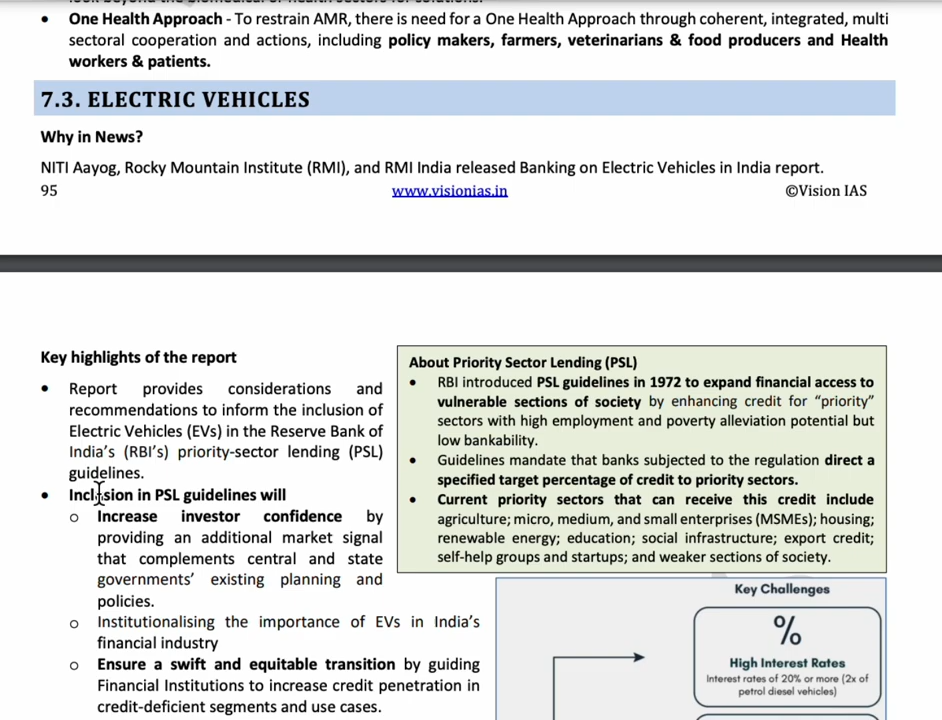 • One Health Approach - To restrain AMR, there is need for a One Health Approach through coherent, integrated, multi
sectoral cooperation and actions, including policy makers, farmers, veterinarians & food producers and Health
workers & patients.
7.3. ELECTRIC VEHICLES
Why in News?
NITI Aayog, Rocky Mountain Institute (RMI), and RMI India released Banking on Electric Vehicles in India report.
95 www.visionias.in ©Vision IAS
Key highlights of the report
• Report provides considerations and
recommendations to inform the inclusion of
Electric Vehicles (EVs) in the Reserve Bank of
India's (RBI's) priority-sector lending (PSL)
guidelines.
• Inclusion in PSL guidelines will
o Increase investor confidence by
providing an additional market signal
that complements central and state
governments' existing planning and
policies.
o Institutionalising the importance of EVs in India's
financial industry
o Ensure a swift and equitable transition by guiding
Financial Institutions to increase credit penetration in
credit-deficient segments and use cases.
About Priority Sector Lending (PSL)
• RBI introduced PSL guidelines in 1972 to expand financial access to
vulnerable sections of society by enhancing credit for "priority"
sectors with high employment and poverty alleviation potential but
low bankability.
• Guidelines mandate that banks subjected to the regulation direct a
specified target percentage of credit to priority sectors.
• Current priority sectors that can receive this credit include
agriculture; micro, medium, and small enterprises (MSMEs); housing;
renewable energy; education; social infrastructure; export credit;
self-help groups and startups; and weaker sections of society.
Key Challenges
%
High Interest Rates
Interest rates of 20% or more (2x of
petrol diesel vehicles)